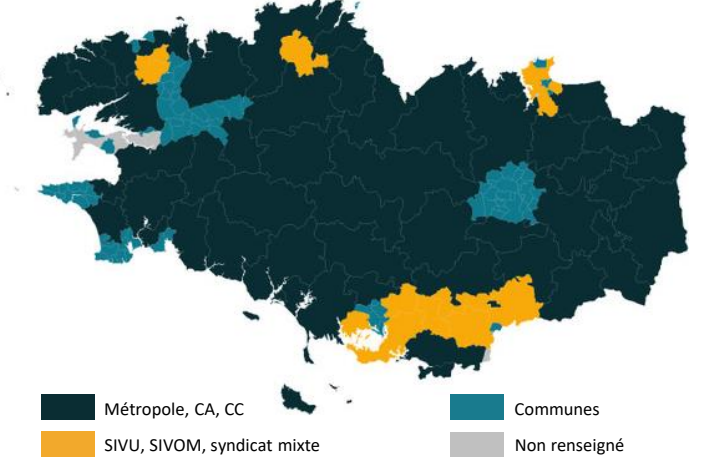 Métropole, CA, CC
Communes
SIVU, SIVOM, syndicat mixte
Non renseigné